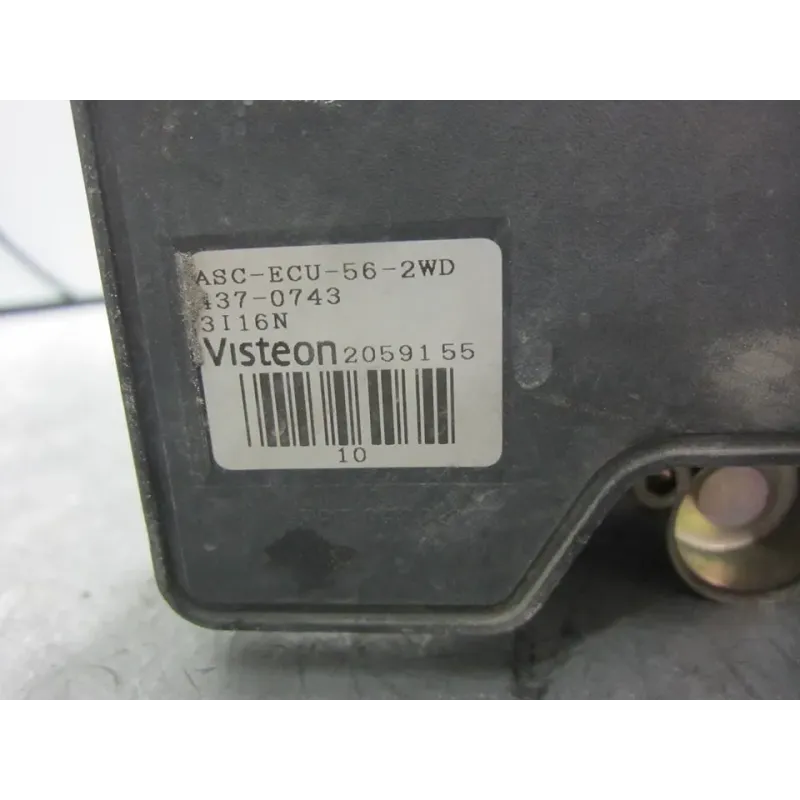 ASC-ECU-56-2WD
437-0743
3I16N
Visteon 2059155
10